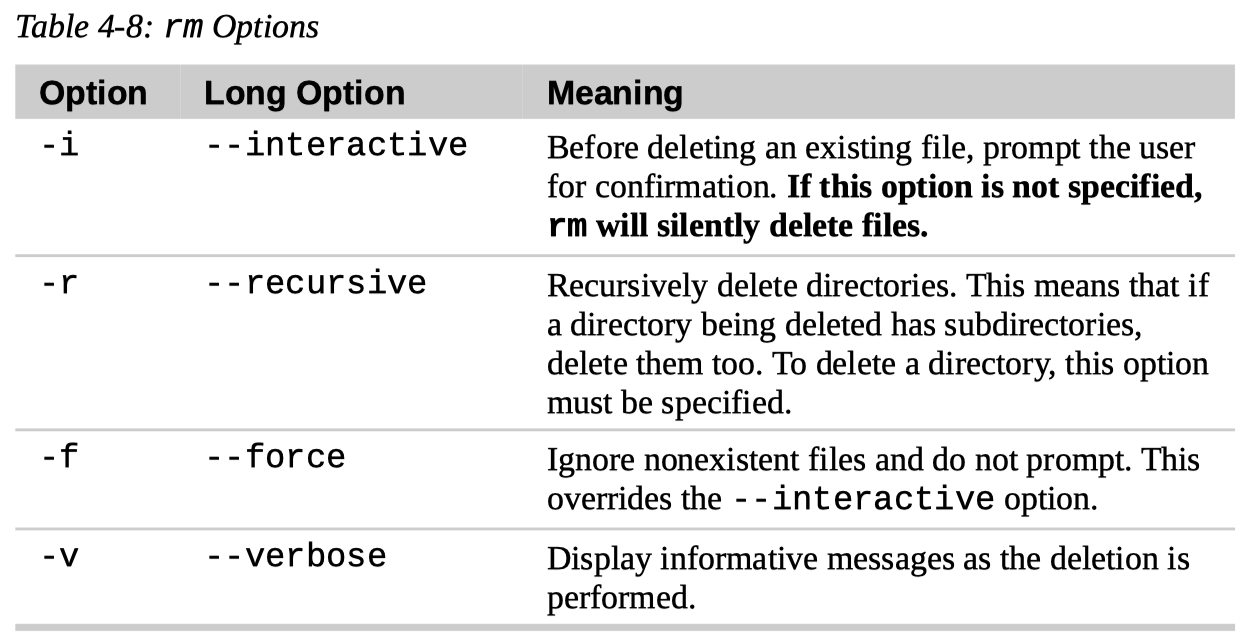 Table 4-8: rm Options
Option Long Option Meaning
-i --interactive Before deleting an existing file, prompt the user
for confirmation. If this option is not specified,
rm will silently delete files.
-r --recursive Recursively delete directories. This means that if
a directory being deleted has subdirectories,
delete them too. To delete a directory, this option
must be specified.
-f --force Ignore nonexistent files and do not prompt. This
overrides the --interactive option.
-v --verbose Display informative messages as the deletion is
performed.